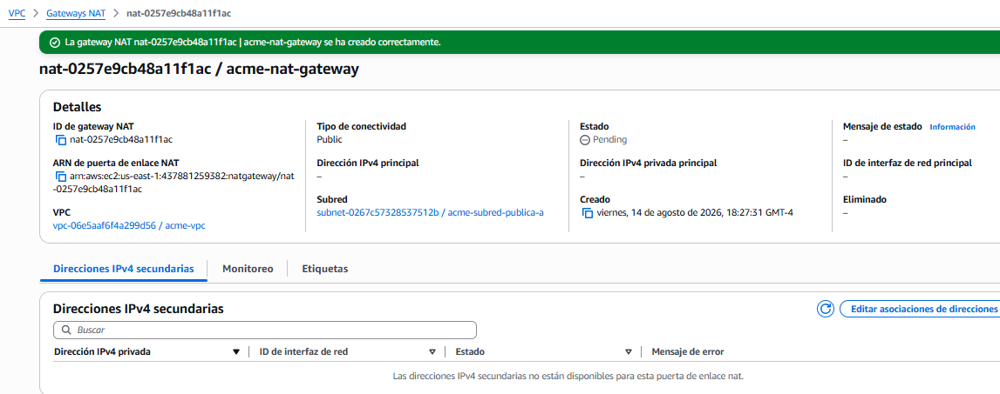 VPC > Gateways NAT > nat-0257e9cb48a11f1ac
La gateway NAT nat-0257e9cb48a11f1ac | acme-nat-gateway se ha creado correctamente.
nat-0257e9cb48a11f1ac / acme-nat-gateway
Detalles
ID de gateway NAT
nat-0257e9cb48a11f1ac
Tipo de conectividad
Public
Estado
Pending
Mensaje de estado Información
–
ARN de puerta de enlace NAT
arn:aws:ec2:us-east-1:437881259382:natgateway/nat
-0257e9cb48a11f1ac
Dirección IPv4 principal
–
Dirección IPv4 privada principal
–
ID de interfaz de red principal
–
VPC
vpc-06e5aaf6f4a299d56 / acme-vpc
Subred
subnet-0267c57328537512b / acme-subred-publica-a
Creado
viernes, 14 de agosto de 2026, 18:27:31 GMT-4
Eliminado
–
Direcciones IPv4 secundarias
Monitoreo
Etiquetas
Direcciones IPv4 secundarias
Editar asociaciones de direcciones
Buscar
Dirección IPv4 privada
ID de interfaz de red
Estado
Mensaje de error
Las direcciones IPv4 secundarias no están disponibles para esta puerta de enlace nat.